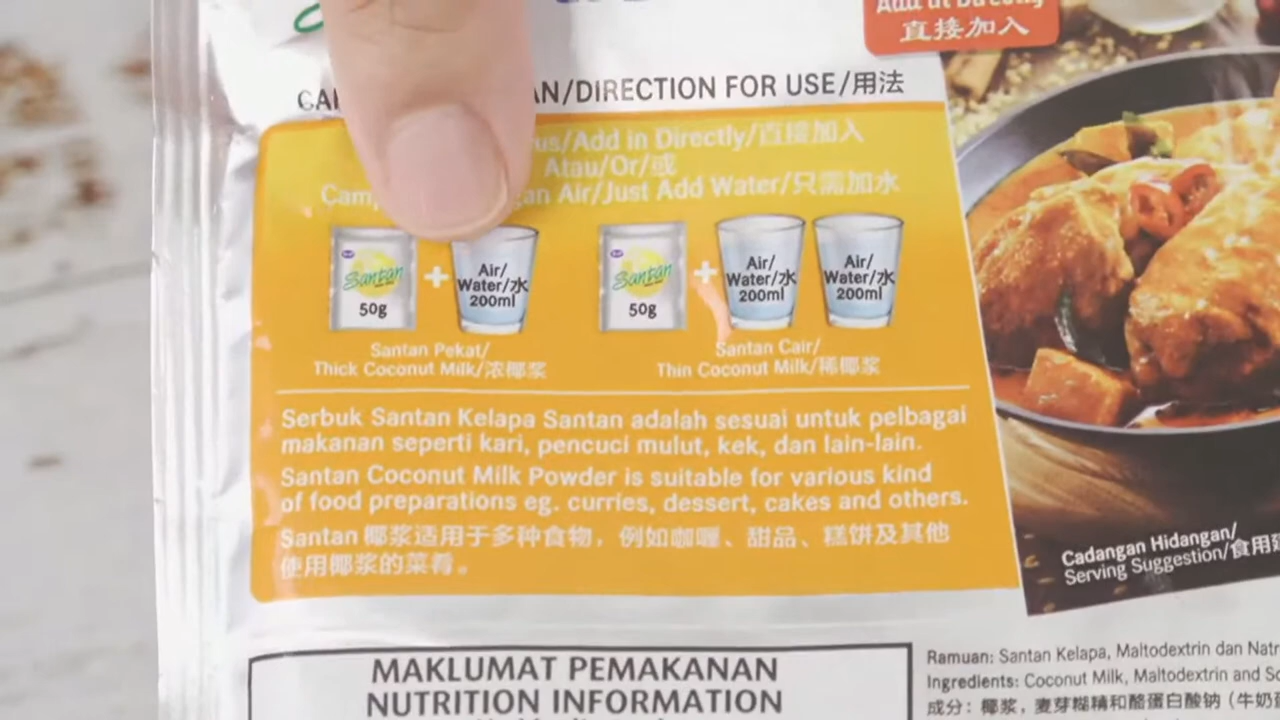 Add in Directly
直接加入
AN/DIRECTION FOR USE/用法
us/Add in Directly/直接加入
Atau/Or/或
Cam an Air/Just Add Water/只需加水
Santan
50g
+
Air/
Water/水
200ml
Santan Pekat/
Thick Coconut Milk/浓椰浆
Santan
50g
+
Air/
Water/水
200ml
Air/
Water/水
200ml
Santan Cair/
Thin Coconut Milk/稀椰浆
Serbuk Santan Kelapa Santan adalah sesuai untuk pelbagai
makanan seperti kari, pencuci mulut, kek, dan lain-lain.
Santan Coconut Milk Powder is suitable for various kind
of food preparations eg. curries, dessert, cakes and others.
Santan 椰浆适用于多种食物，例如咖喱、甜品、糕饼及其他
使用椰浆的菜肴。
Cadangan Hidangan/
Serving Suggestion/食用
MAKLUMAT PEMAKANAN
NUTRITION INFORMATION
Ramuan: Santan Kelapa, Maltodextrin dan Natr
Ingredients: Coconut Milk, Maltodextrin and So
成分：椰浆，麦芽糊精和酪蛋白酸钠（牛奶